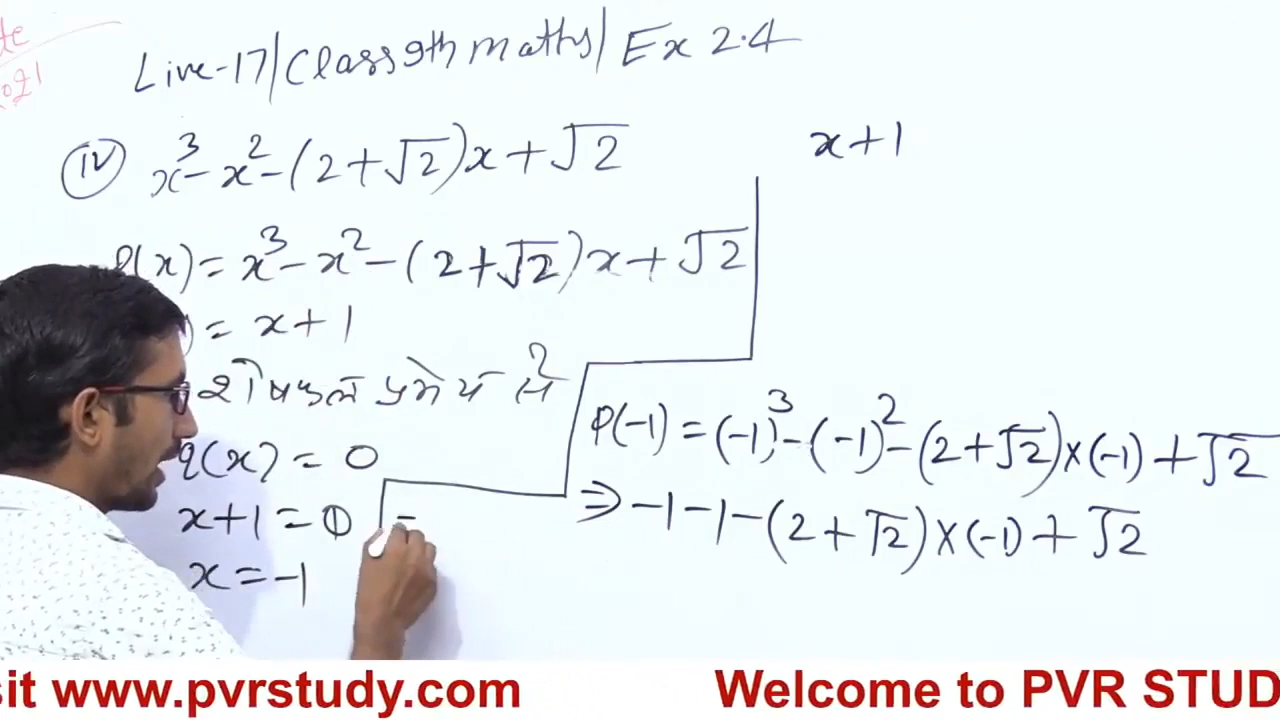 Live-17|Class 9th maths| Ex 2.4
(iv) x³ - x² - (2+√2)x + √2
x + 1
P(x) = x³ - x² - (2+√2)x + √2
) = x + 1
q(x) = 0
x + 1 = 0
x = -1
P(-1) = (-1)³ - (-1)² - (2+√2)×(-1) + √2
⇒ -1 - 1 - (2+√2)×(-1) + √2
sit www.pvrstudy.com
Welcome to PVR STUD